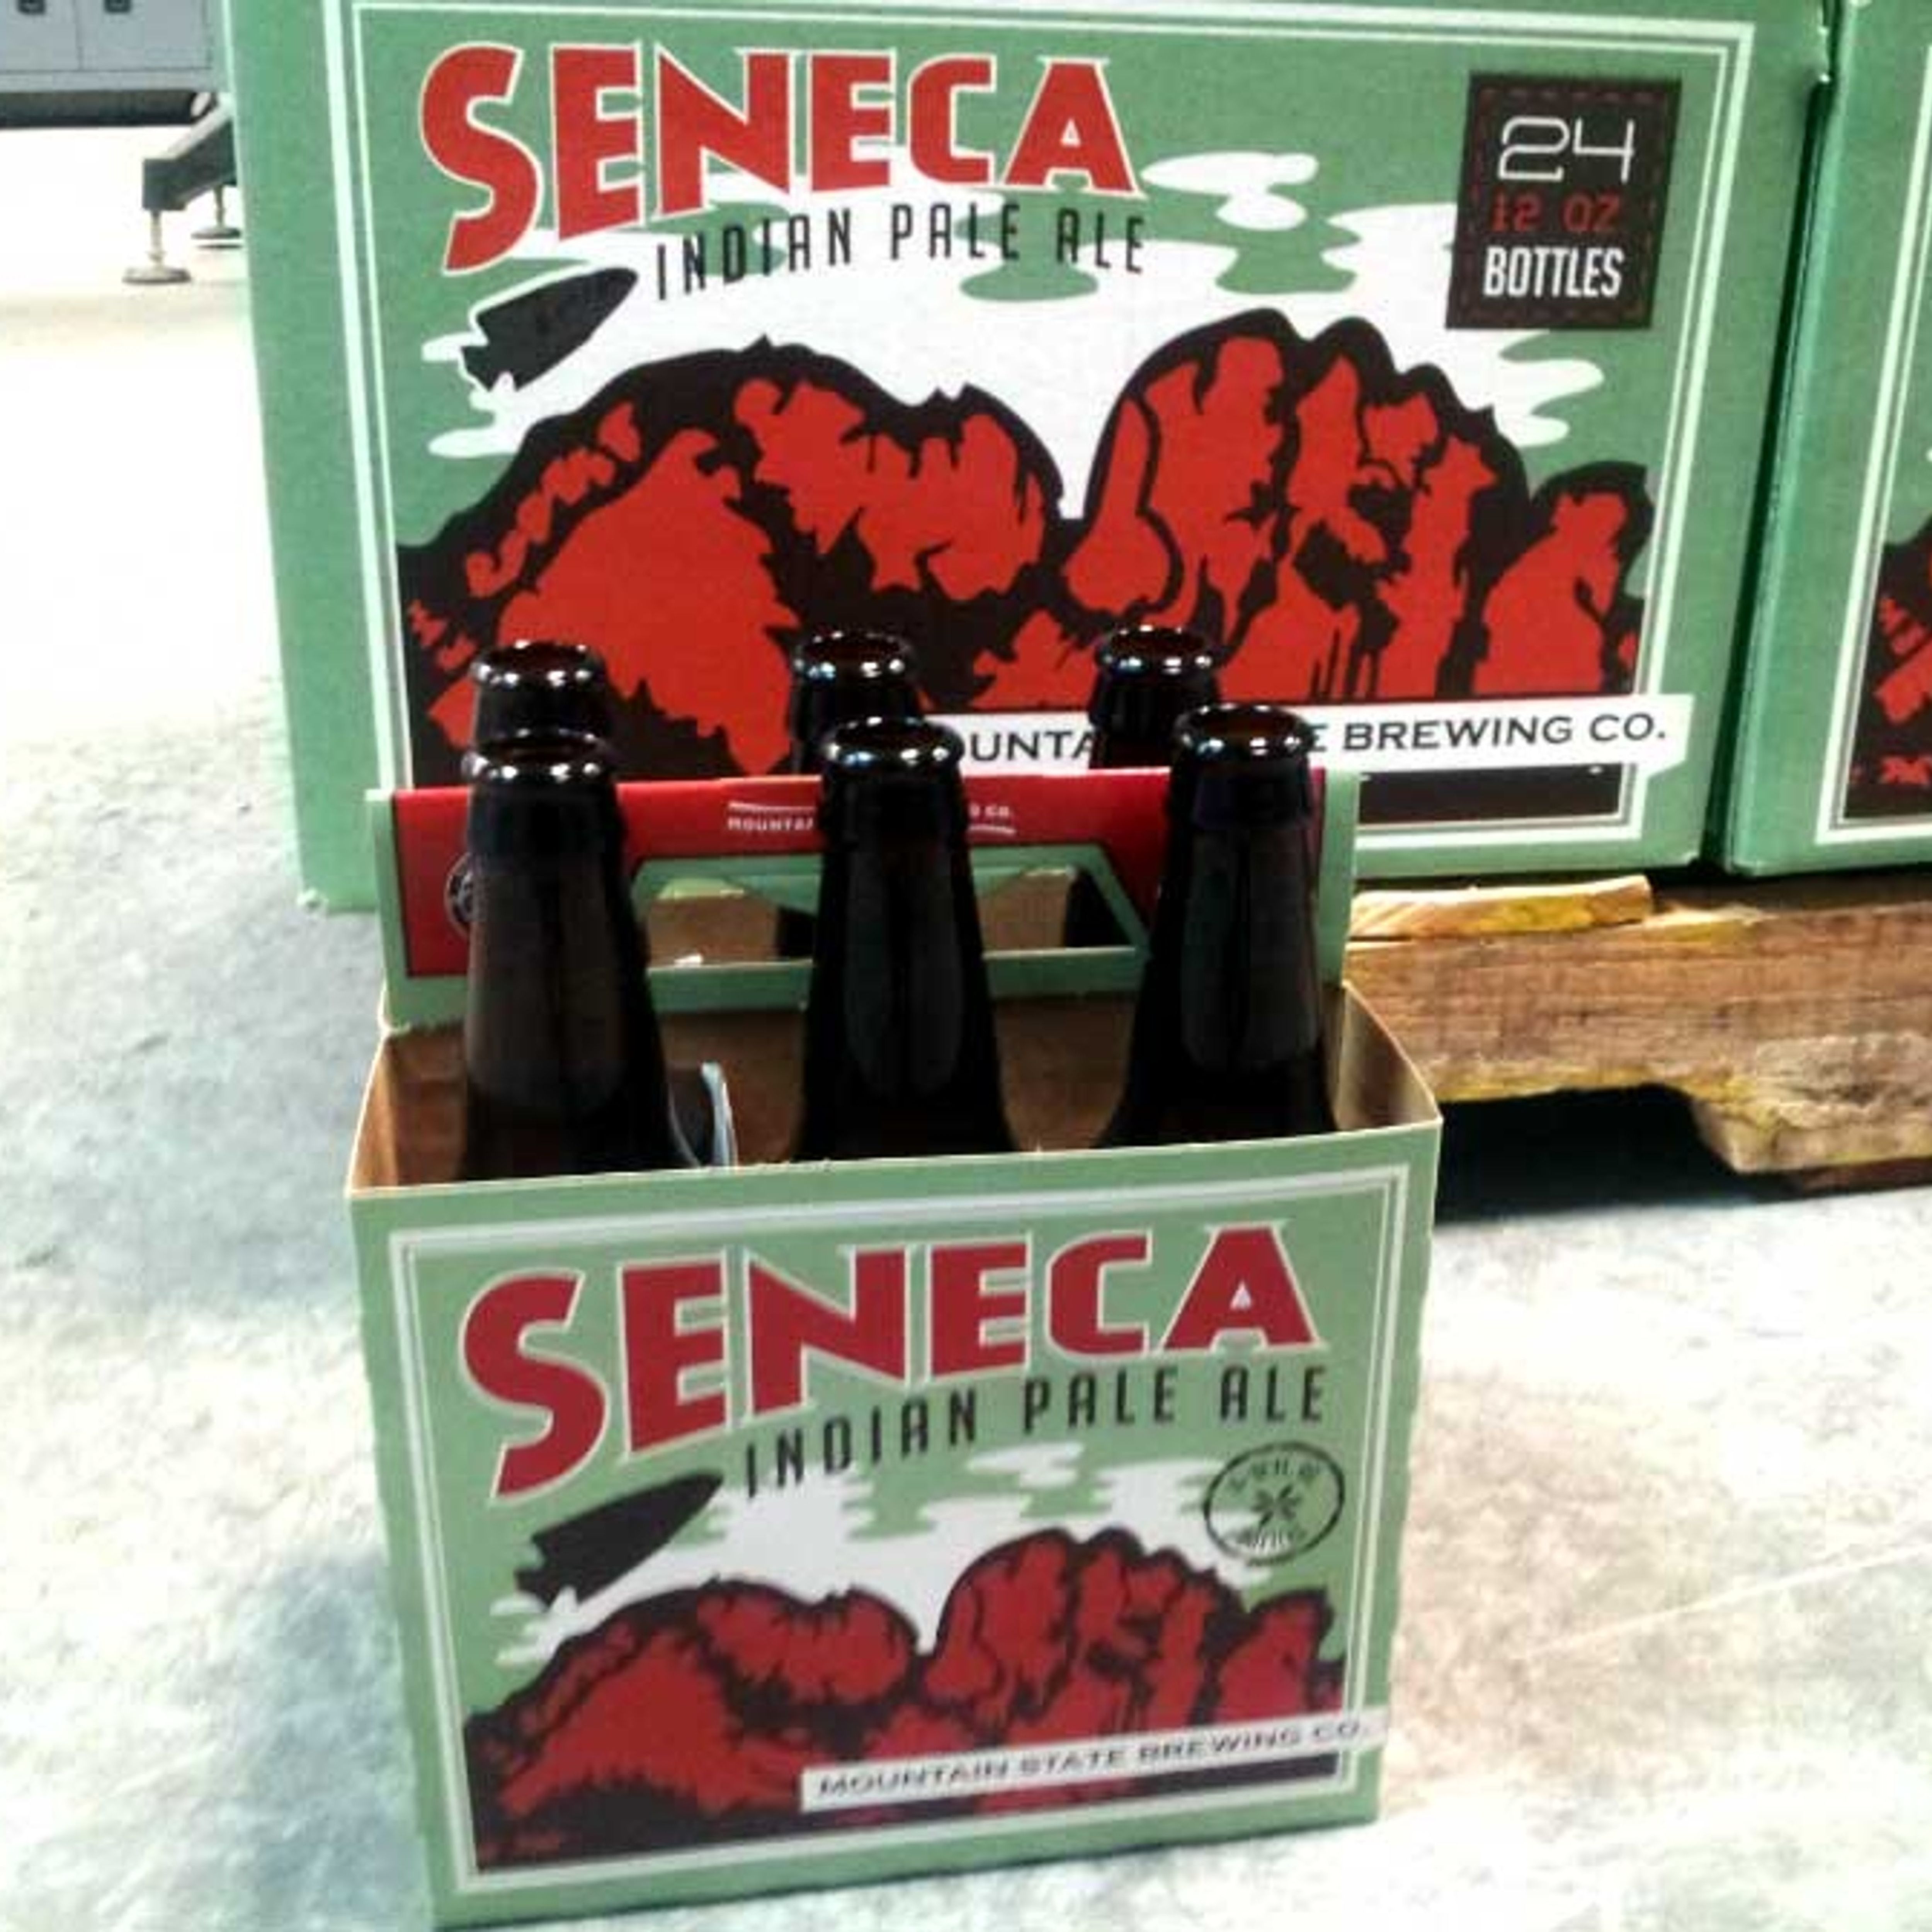 SENECA
INDIAN PALE ALE
24
12 OZ
BOTTLES
BREWING CO.
SENECA
INDIAN PALE ALE
MOUNTAIN STATE BREWING CO.